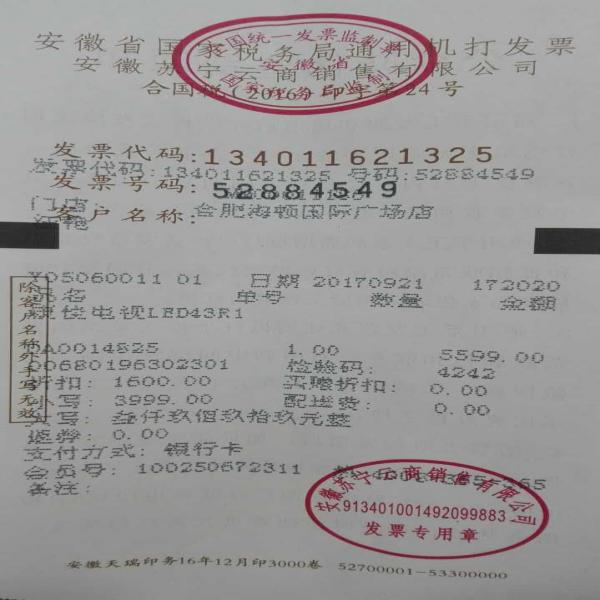 安徽省国家税务局通用机打发票
全国统一发票监制章
安徽省
国家税务局监制
安徽苏宁云商销售有限公司
合国税(2016)印字第24号
发票代码:134011621325
发票代码:134011621325 号码:52884549
发票号码:52884549
门店:
客户名称: 合肥海顿国际广场店
Y05060011 01 日期 20170921 172020
品名 单号 数量 金额
电视LED43R1
0A0014825 1.00 5599.00
00680196302301 检验码: 4242
折扣: 1600.00 买赠折扣: 0.00
小写: 3999.00 配送费: 0.00
大写: 叁仟玖佰玖拾玖元整
返券: 0.00
支付方式: 银行卡
会员号: 100250672311
备注:
除客户名称外手写无效
安徽苏宁云商销售有限公司
913401001492099883
发票专用章
安徽天瑞印务16年12月印3000卷 52700001-53300000